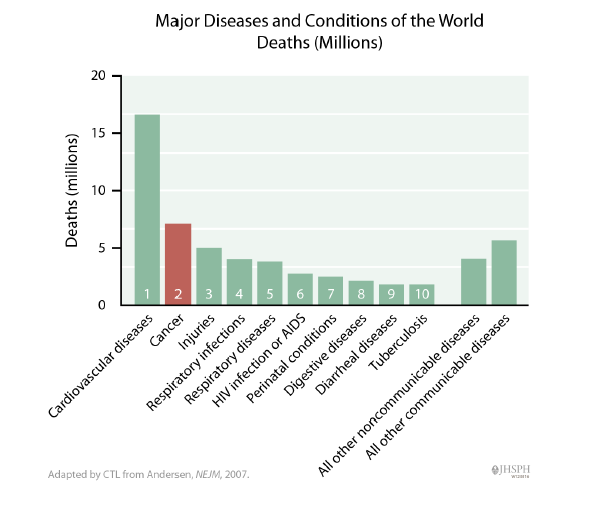 Major Diseases and Conditions of the World
Deaths (Millions)
Deaths (millions)
20
15
10
5
0
1
2
3
4
5
6
7
8
9
10
Cardiovascular diseases
Cancer
Injuries
Respiratory infections
Respiratory diseases
HIV infection or AIDS
Perinatal conditions
Digestive diseases
Diarrheal diseases
Tuberculosis
All other noncommunicable diseases
All other communicable diseases
Adapted by CTL from Andersen, NEJM, 2007.
JHSPH